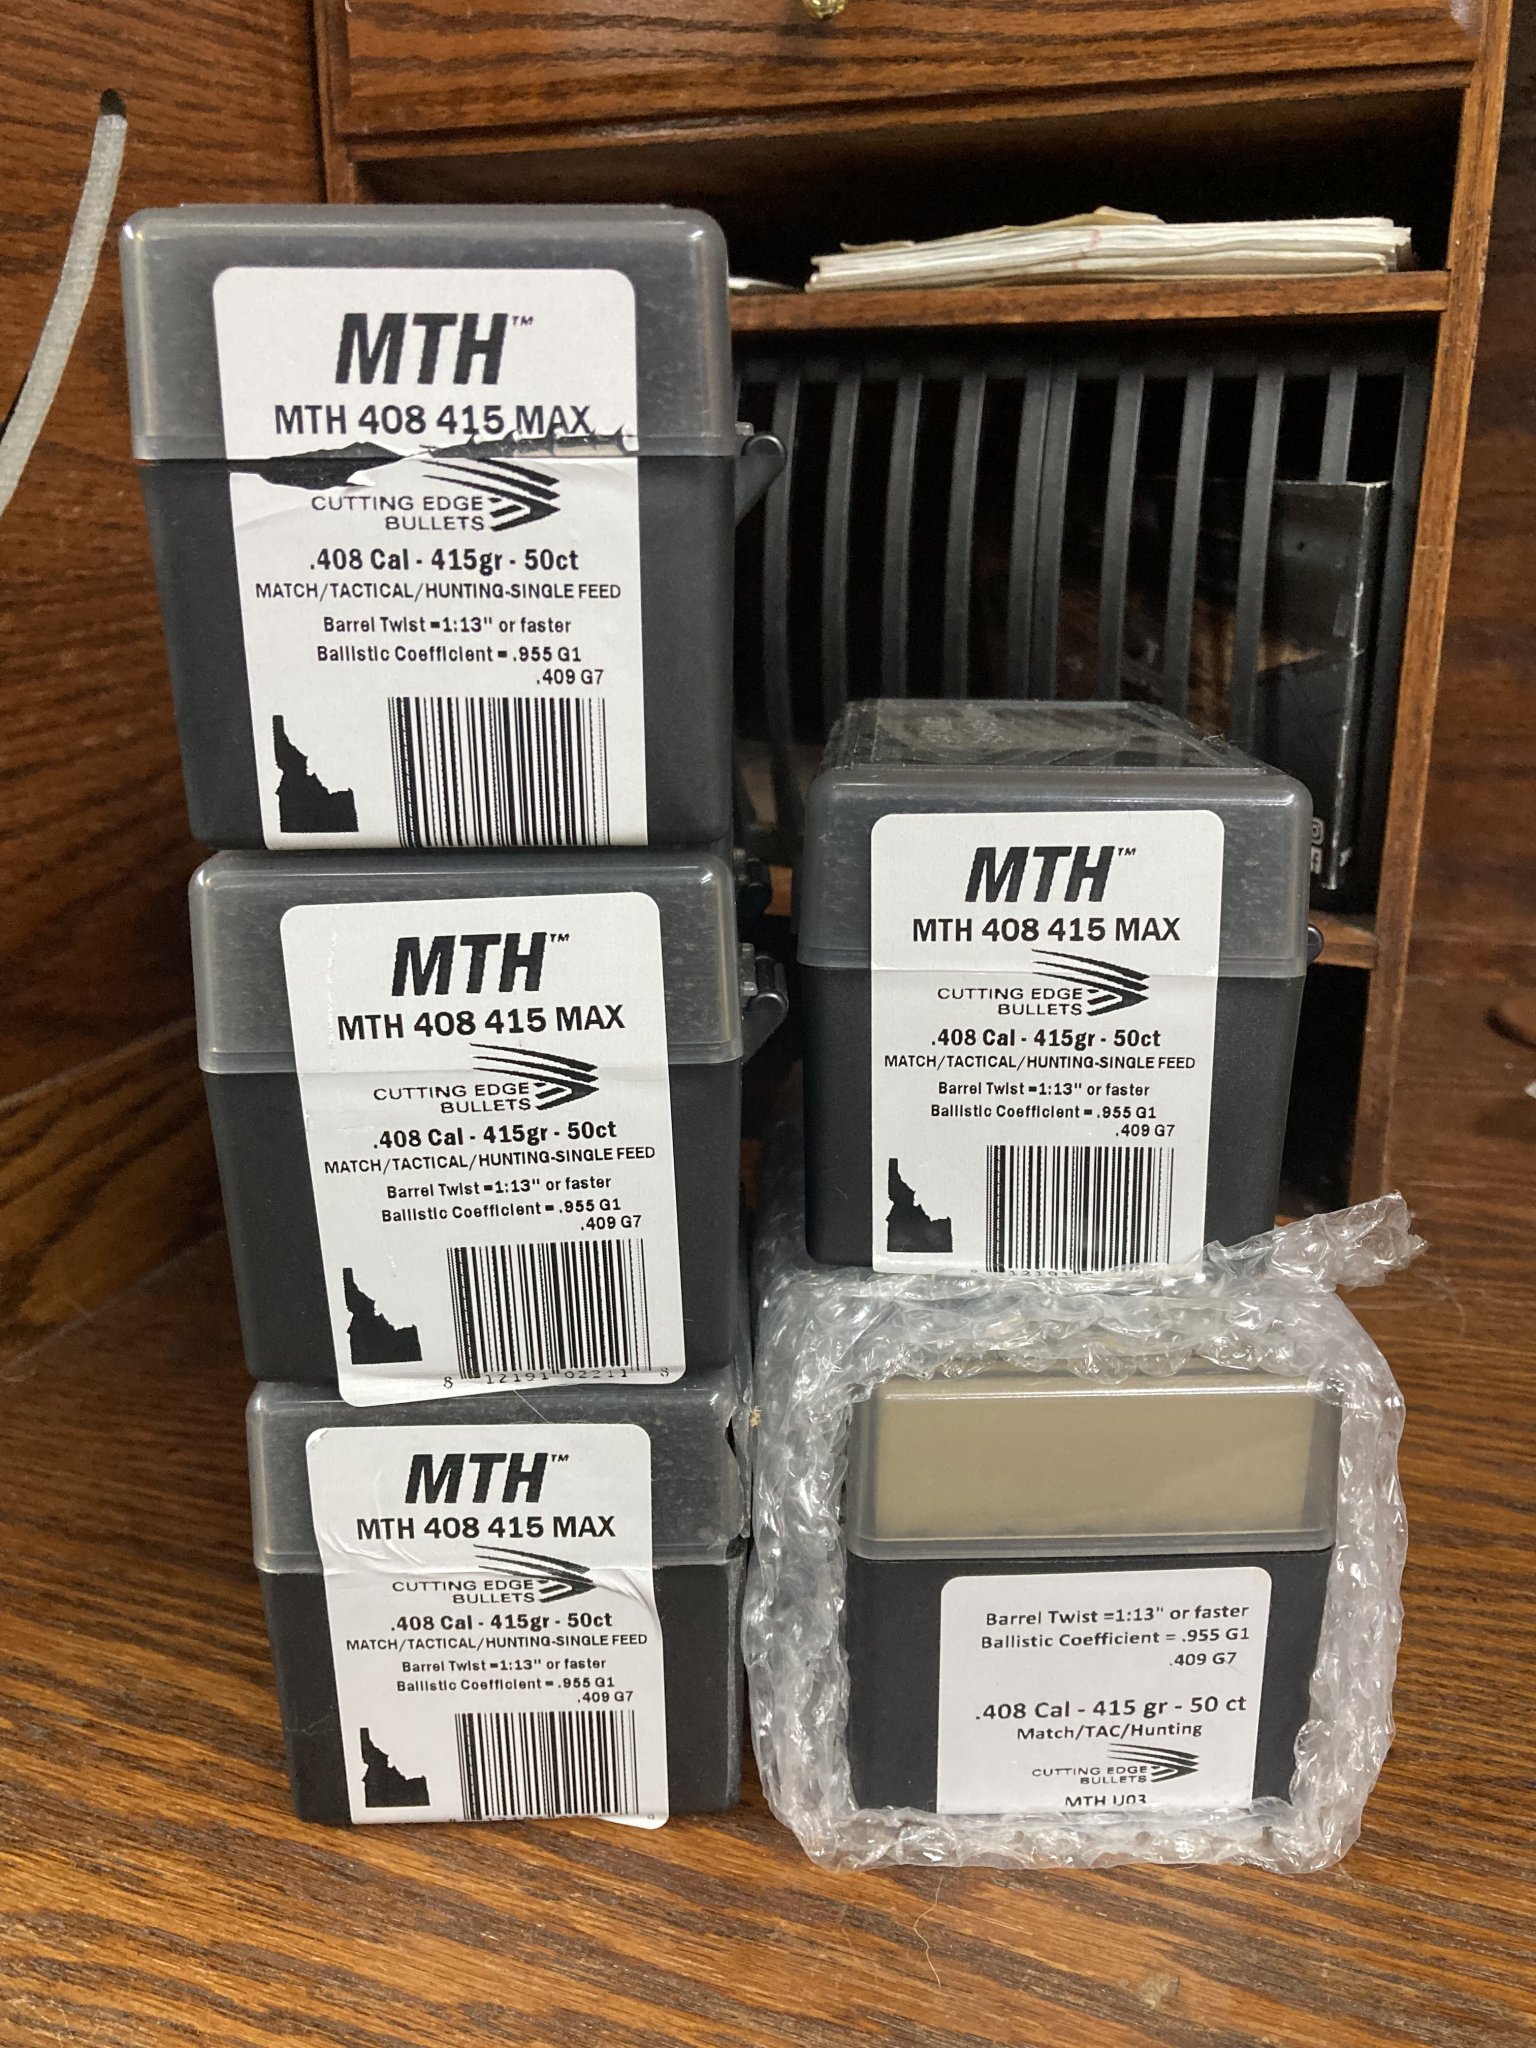 MTH™
MTH 408 415 MAX
CUTTING EDGE
BULLETS
.408 Cal - 415gr - 50ct
MATCH/TACTICAL/HUNTING-SINGLE FEED
Barrel Twist = 1:13" or faster
Ballistic Coefficient = .955 G1
.409 G7
MTH™
MTH 408 415 MAX
CUTTING EDGE
BULLETS
.408 Cal - 415gr - 50ct
MATCH/TACTICAL/HUNTING-SINGLE FEED
Barrel Twist = 1:13" or faster
Ballistic Coefficient = .955 G1
.409 G7
8 12191 02211 8
MTH™
MTH 408 415 MAX
CUTTING EDGE
BULLETS
.408 Cal - 415gr - 50ct
MATCH/TACTICAL/HUNTING-SINGLE FEED
Barrel Twist = 1:13" or faster
Ballistic Coefficient = .955 G1
.409 G7
MTH™
MTH 408 415 MAX
CUTTING EDGE
BULLETS
.408 Cal - 415gr - 50ct
MATCH/TACTICAL/HUNTING-SINGLE FEED
Barrel Twist = 1:13" or faster
Ballistic Coefficient = .955 G1
.409 G7
Barrel Twist =1:13" or faster
Ballistic Coefficient = .955 G1
.409 G7
.408 Cal - 415 gr - 50 ct
Match/TAC/Hunting
CUTTING EDGE
BULLETS
MTH U03